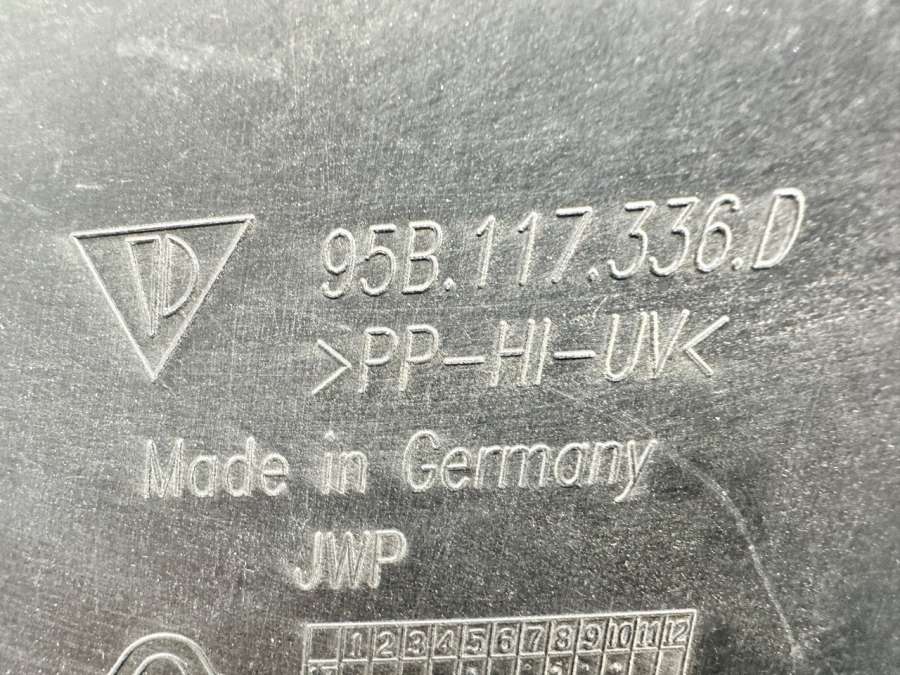 PD 95B.117.336.D
>PP-HI-UV<
Made in Germany
JWP
1 2 3 4 5 6 7 8 9 10 11 12